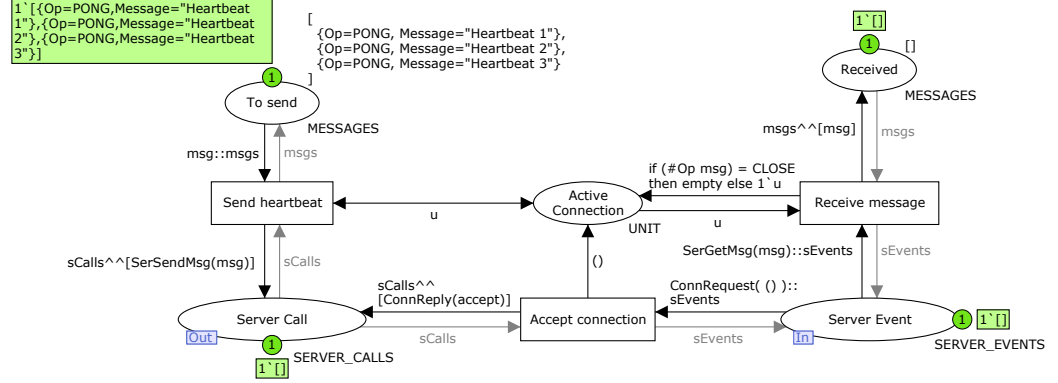 1`[{Op=PONG,Message="Heartbeat
1"},{Op=PONG,Message="Heartbeat
2"},{Op=PONG,Message="Heartbeat
3"}]
[
{Op=PONG, Message="Heartbeat 1"},
{Op=PONG, Message="Heartbeat 2"},
{Op=PONG, Message="Heartbeat 3"}
]
1
To send
MESSAGES
1`[]
1
[]
Received
MESSAGES
msg::msgs
msgs
msgs^^[msg]
msgs
if (#Op msg) = CLOSE
then empty else 1`u
Send heartbeat
u
Active
Connection
UNIT
u
Receive message
sCalls^^[SerSendMsg(msg)]
sCalls
()
SerGetMsg(msg)::sEvents
sEvents
sCalls^^
[ConnReply(accept)]
ConnRequest( () )::
sEvents
Server Call
Out
sCalls
Accept connection
sEvents
Server Event
In
1
1`[]
SERVER_EVENTS
1
SERVER_CALLS
1`[]